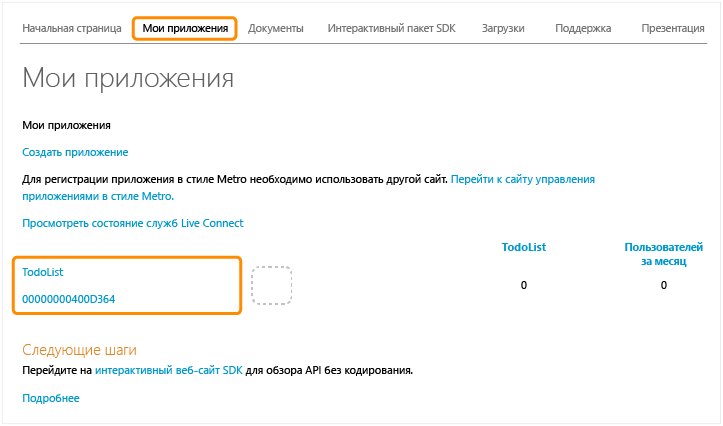 Начальная страница Мои приложения Документы Интерактивный пакет SDK Загрузки Поддержка Презентация
Мои приложения
Мои приложения
Создать приложение
Для регистрации приложения в стиле Metro необходимо использовать другой сайт. Перейти к сайту управления
приложениями в стиле Metro.
Просмотреть состояние служб Live Connect
TodoList Пользователей
за месяц
TodoList
0 0
00000000400D364
Следующие шаги
Перейдите на интерактивный веб-сайт SDK для обзора API без кодирования.
Подробнее